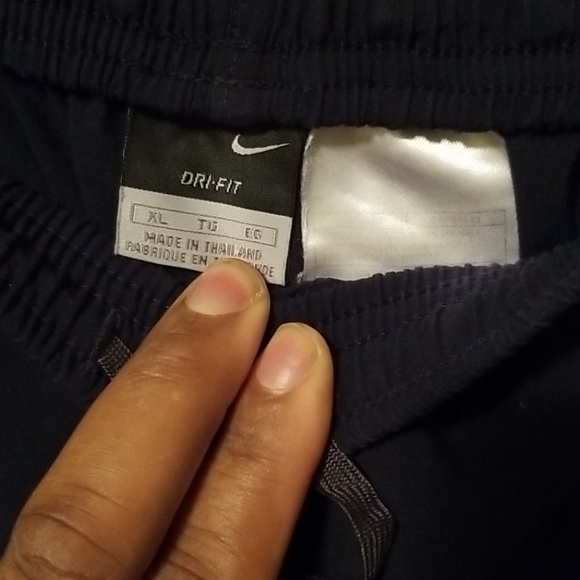 DRI-FIT
XL TG EG
MADE IN THAILAND
FABRIQUE EN